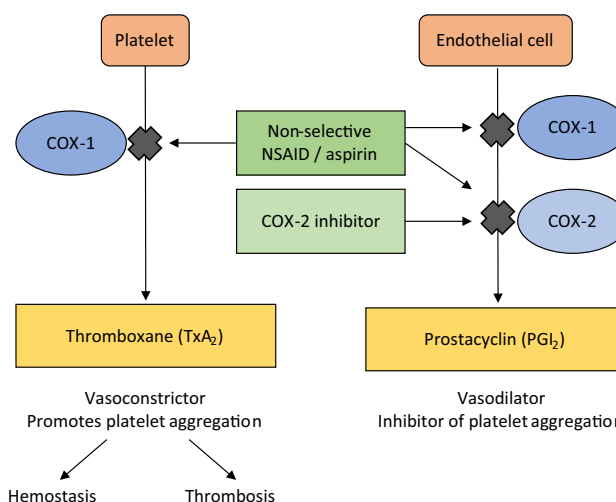 Platelet
Endothelial cell
COX-1
Non-selective
NSAID / aspirin
COX-1
COX-2 inhibitor
COX-2
Thromboxane (TxA₂)
Prostacyclin (PGI₂)
Vasoconstrictor
Promotes platelet aggregation
Vasodilator
Inhibitor of platelet aggregation
Hemostasis
Thrombosis